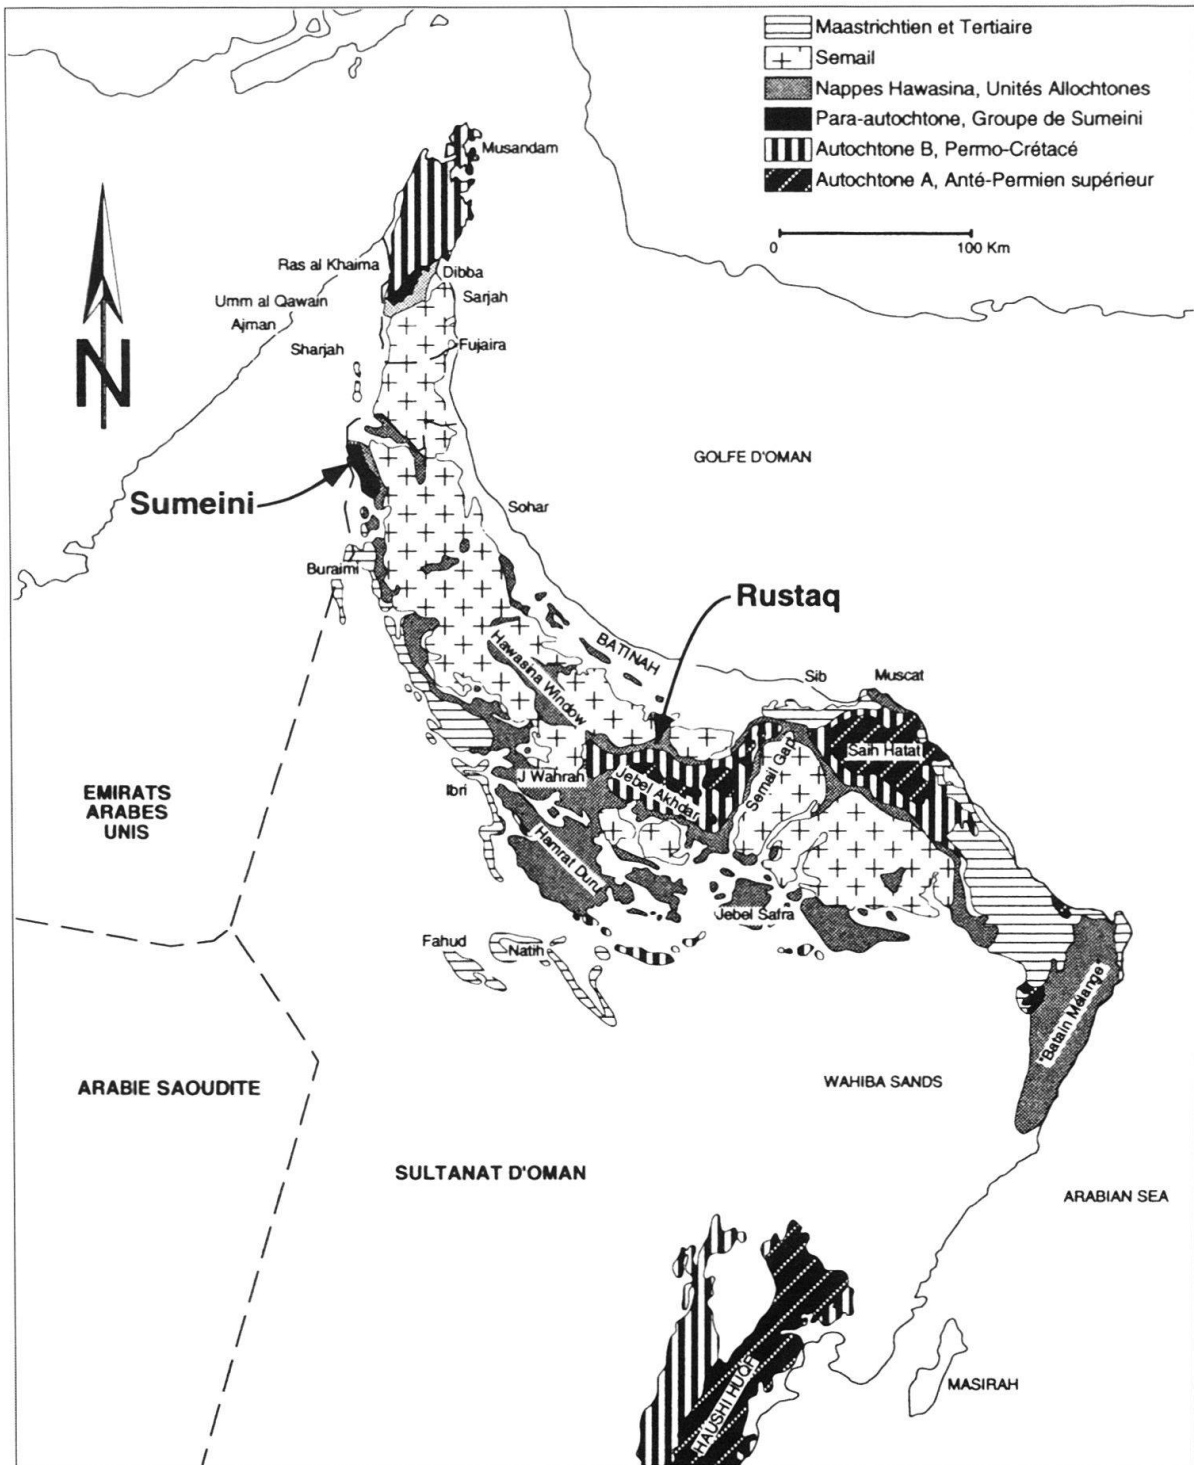 Maastrichtien et Tertiaire
Semail
Nappes Hawasina, Unités Allochtones
Para-autochtone, Groupe de Sumeini
Autochtone B, Permo-Crétacé
Autochtone A, Anté-Permien supérieur
0 100 Km
N
Musandam
Ras al Khaima
Dibba
Umm al Qawain
Sarjah
Ajman
Sharjah
Fujaira
GOLFE D'OMAN
Sumeini
Sohar
Buraimi
Rustaq
BATINAH
Hawasina Window
Sib
Muscat
Saih Hatat
Semail Gap
J Wahrah
Jebel Akhdar
Ibri
EMIRATS
ARABES
UNIS
Hamrat Duru
Jebel Safra
Fahud
Natih
"Batain Mélange"
ARABIE SAOUDITE
WAHIBA SANDS
SULTANAT D'OMAN
ARABIAN SEA
HAUSHI HUQF
MASIRAH